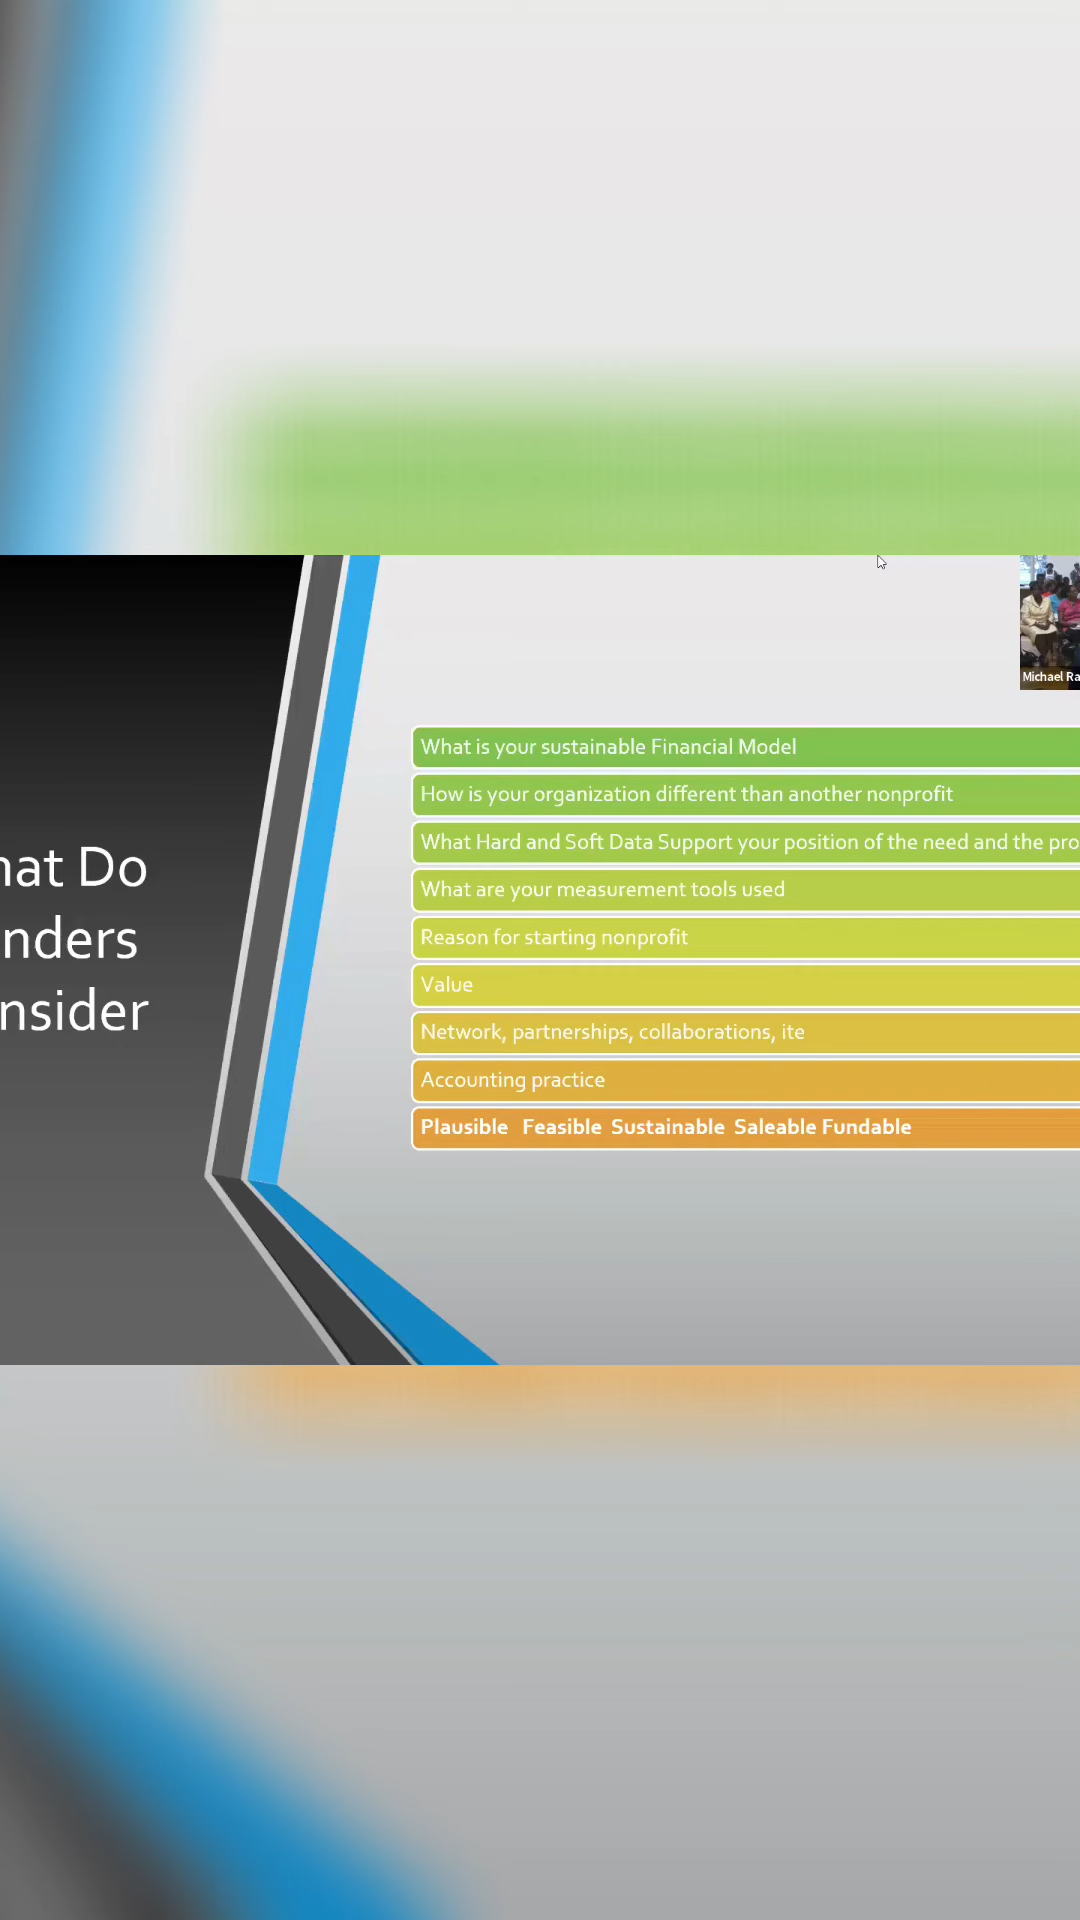 hat Do
nders
nsider
Michael Ra
What is your sustainable Financial Model
How is your organization different than another nonprofit
What Hard and Soft Data Support your position of the need and the pro
What are your measurement tools used
Reason for starting nonprofit
Value
Network, partnerships, collaborations, ite
Accounting practice
Plausible Feasible Sustainable Saleable Fundable